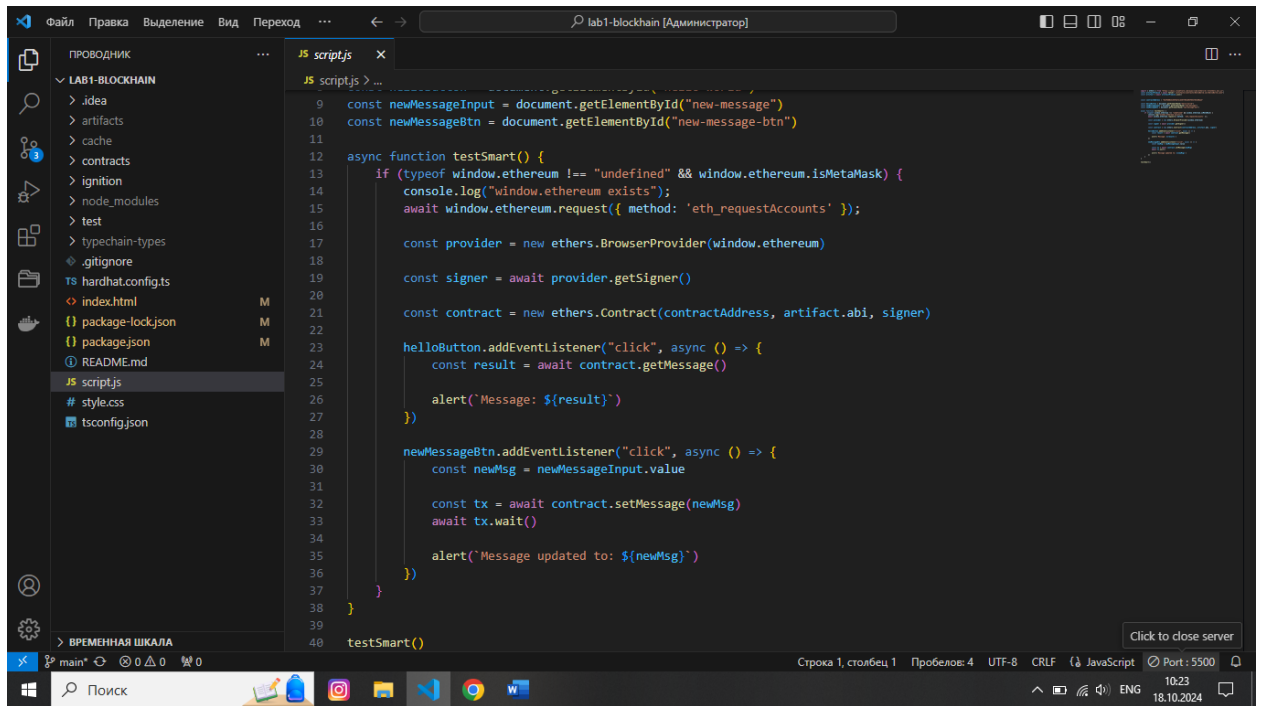 Файл Правка Выделение Вид Переход ···
lab1-blockhain [Администратор]
ПРОВОДНИК ···
LAB1-BLOCKHAIN
.idea
artifacts
cache
contracts
ignition
node_modules
test
typechain-types
.gitignore
TS hardhat.config.ts
<> index.html M
{} package-lock.json M
{} package.json M
README.md
JS script.js
# style.css
TS tsconfig.json
ВРЕМЕННАЯ ШКАЛА
3
JS script.js
JS script.js > ...
9 const newMessageInput = document.getElementById("new-message")
10 const newMessageBtn = document.getElementById("new-message-btn")
11
12 async function testSmart() {
13 if (typeof window.ethereum !== "undefined" && window.ethereum.isMetaMask) {
14 console.log("window.ethereum exists");
15 await window.ethereum.request({ method: 'eth_requestAccounts' });
16
17 const provider = new ethers.BrowserProvider(window.ethereum)
18
19 const signer = await provider.getSigner()
20
21 const contract = new ethers.Contract(contractAddress, artifact.abi, signer)
22
23 helloButton.addEventListener("click", async () => {
24 const result = await contract.getMessage()
25
26 alert(`Message: ${result}`)
27 })
28
29 newMessageBtn.addEventListener("click", async () => {
30 const newMsg = newMessageInput.value
31
32 const tx = await contract.setMessage(newMsg)
33 await tx.wait()
34
35 alert(`Message updated to: ${newMsg}`)
36 })
37 }
38 }
39
40 testSmart()
Click to close server
main* 0 0 0 Строка 1, столбец 1 Пробелов: 4 UTF-8 CRLF JavaScript Port : 5500
Поиск
ENG 10:23
18.10.2024